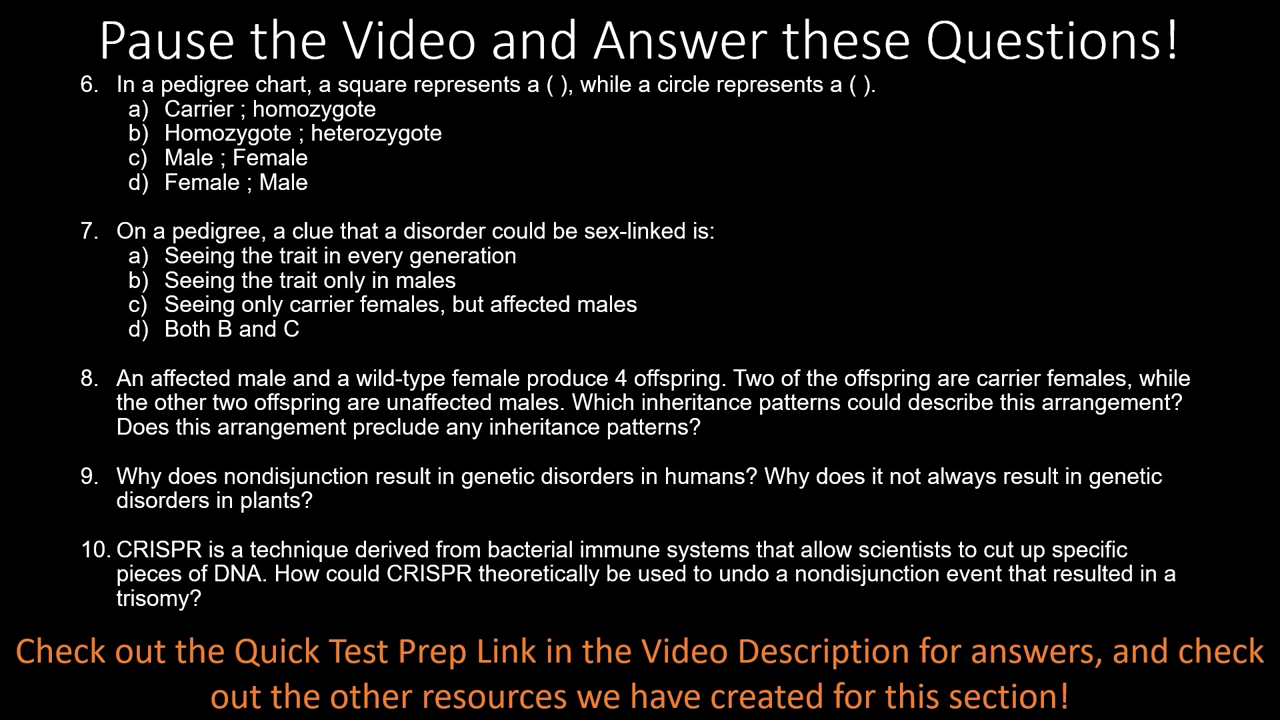 Pause the Video and Answer these Questions!
6. In a pedigree chart, a square represents a ( ), while a circle represents a ( ).
a) Carrier ; homozygote
b) Homozygote ; heterozygote
c) Male ; Female
d) Female ; Male
7. On a pedigree, a clue that a disorder could be sex-linked is:
a) Seeing the trait in every generation
b) Seeing the trait only in males
c) Seeing only carrier females, but affected males
d) Both B and C
8. An affected male and a wild-type female produce 4 offspring. Two of the offspring are carrier females, while
the other two offspring are unaffected males. Which inheritance patterns could describe this arrangement?
Does this arrangement preclude any inheritance patterns?
9. Why does nondisjunction result in genetic disorders in humans? Why does it not always result in genetic
disorders in plants?
10. CRISPR is a technique derived from bacterial immune systems that allow scientists to cut up specific
pieces of DNA. How could CRISPR theoretically be used to undo a nondisjunction event that resulted in a
trisomy?
Check out the Quick Test Prep Link in the Video Description for answers, and check
out the other resources we have created for this section!